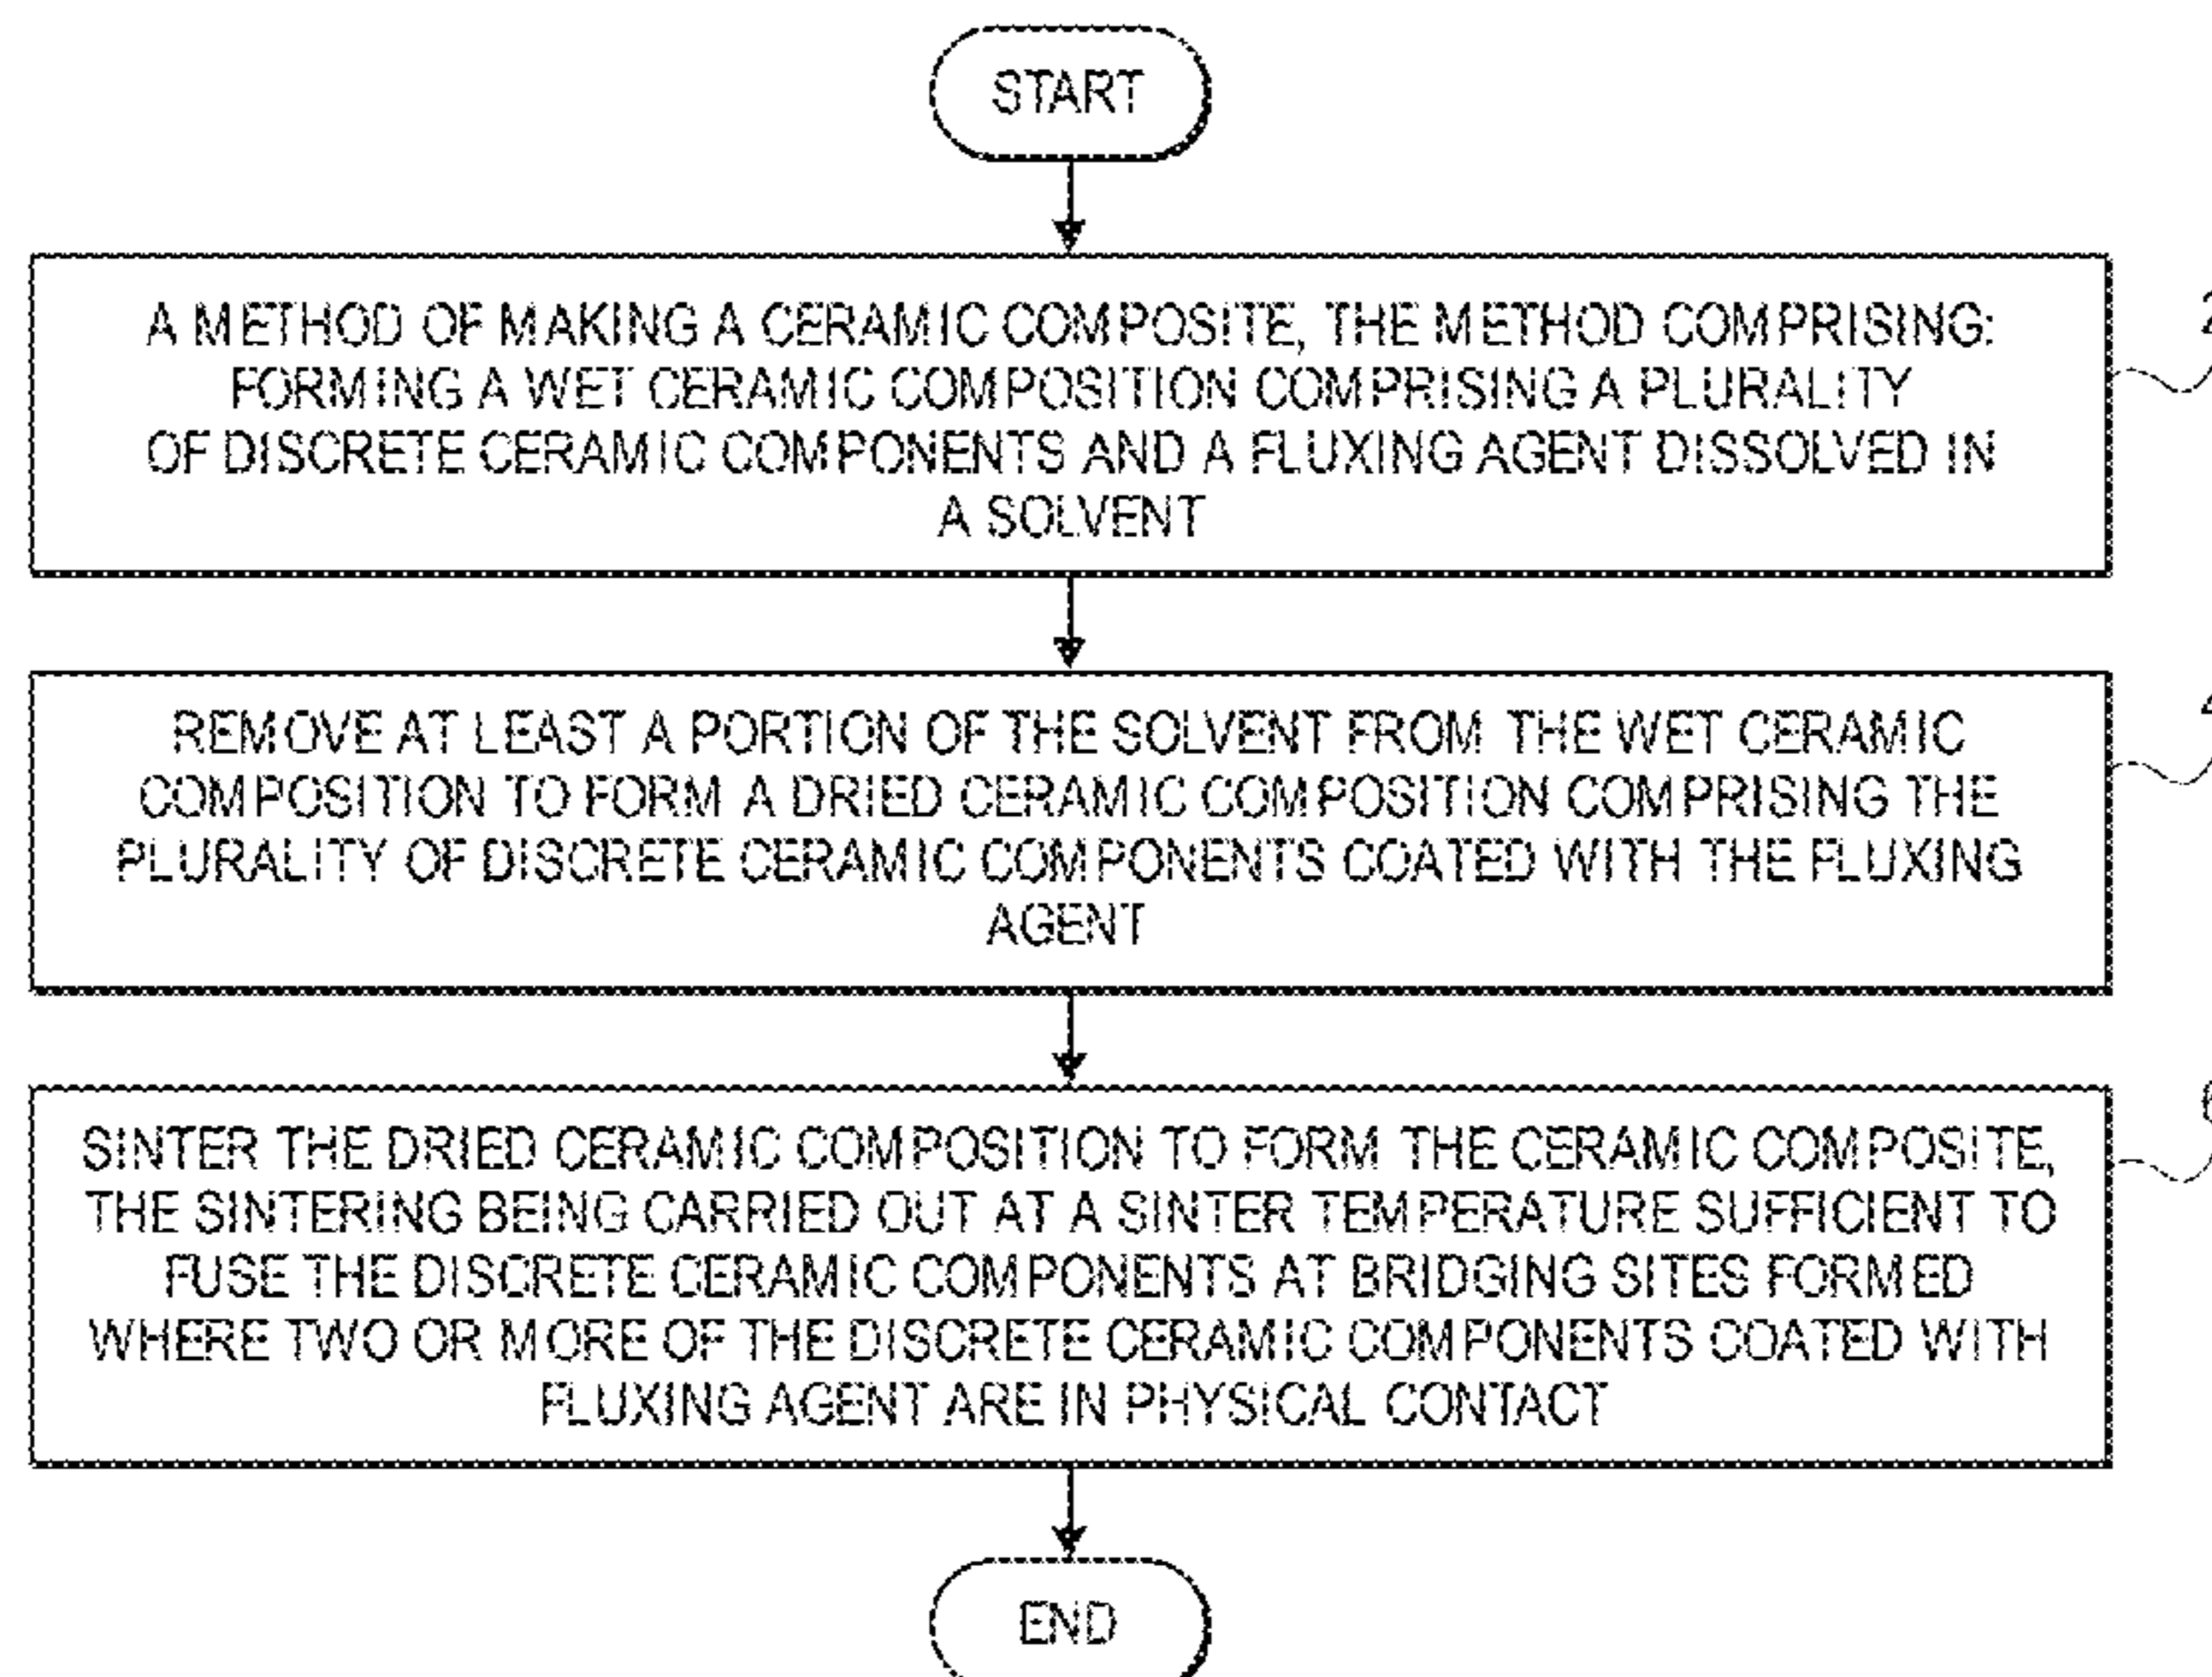 START
A METHOD OF MAKING A CERAMIC COMPOSITE, THE METHOD COMPRISING:
FORMING A WET CERAMIC COMPOSITION COMPRISING A PLURALITY
OF DISCRETE CERAMIC COMPONENTS AND A FLUXING AGENT DISSOLVED IN
A SOLVENT
2
REMOVE AT LEAST A PORTION OF THE SOLVENT FROM THE WET CERAMIC
COMPOSITION TO FORM A DRIED CERAMIC COMPOSITION COMPRISING THE
PLURALITY OF DISCRETE CERAMIC COMPONENTS COATED WITH THE FLUXING
AGENT
4
SINTER THE DRIED CERAMIC COMPOSITION TO FORM THE CERAMIC COMPOSITE,
THE SINTERING BEING CARRIED OUT AT A SINTER TEMPERATURE SUFFICIENT TO
FUSE THE DISCRETE CERAMIC COMPONENTS AT BRIDGING SITES FORMED
WHERE TWO OR MORE OF THE DISCRETE CERAMIC COMPONENTS COATED WITH
FLUXING AGENT ARE IN PHYSICAL CONTACT
6
END